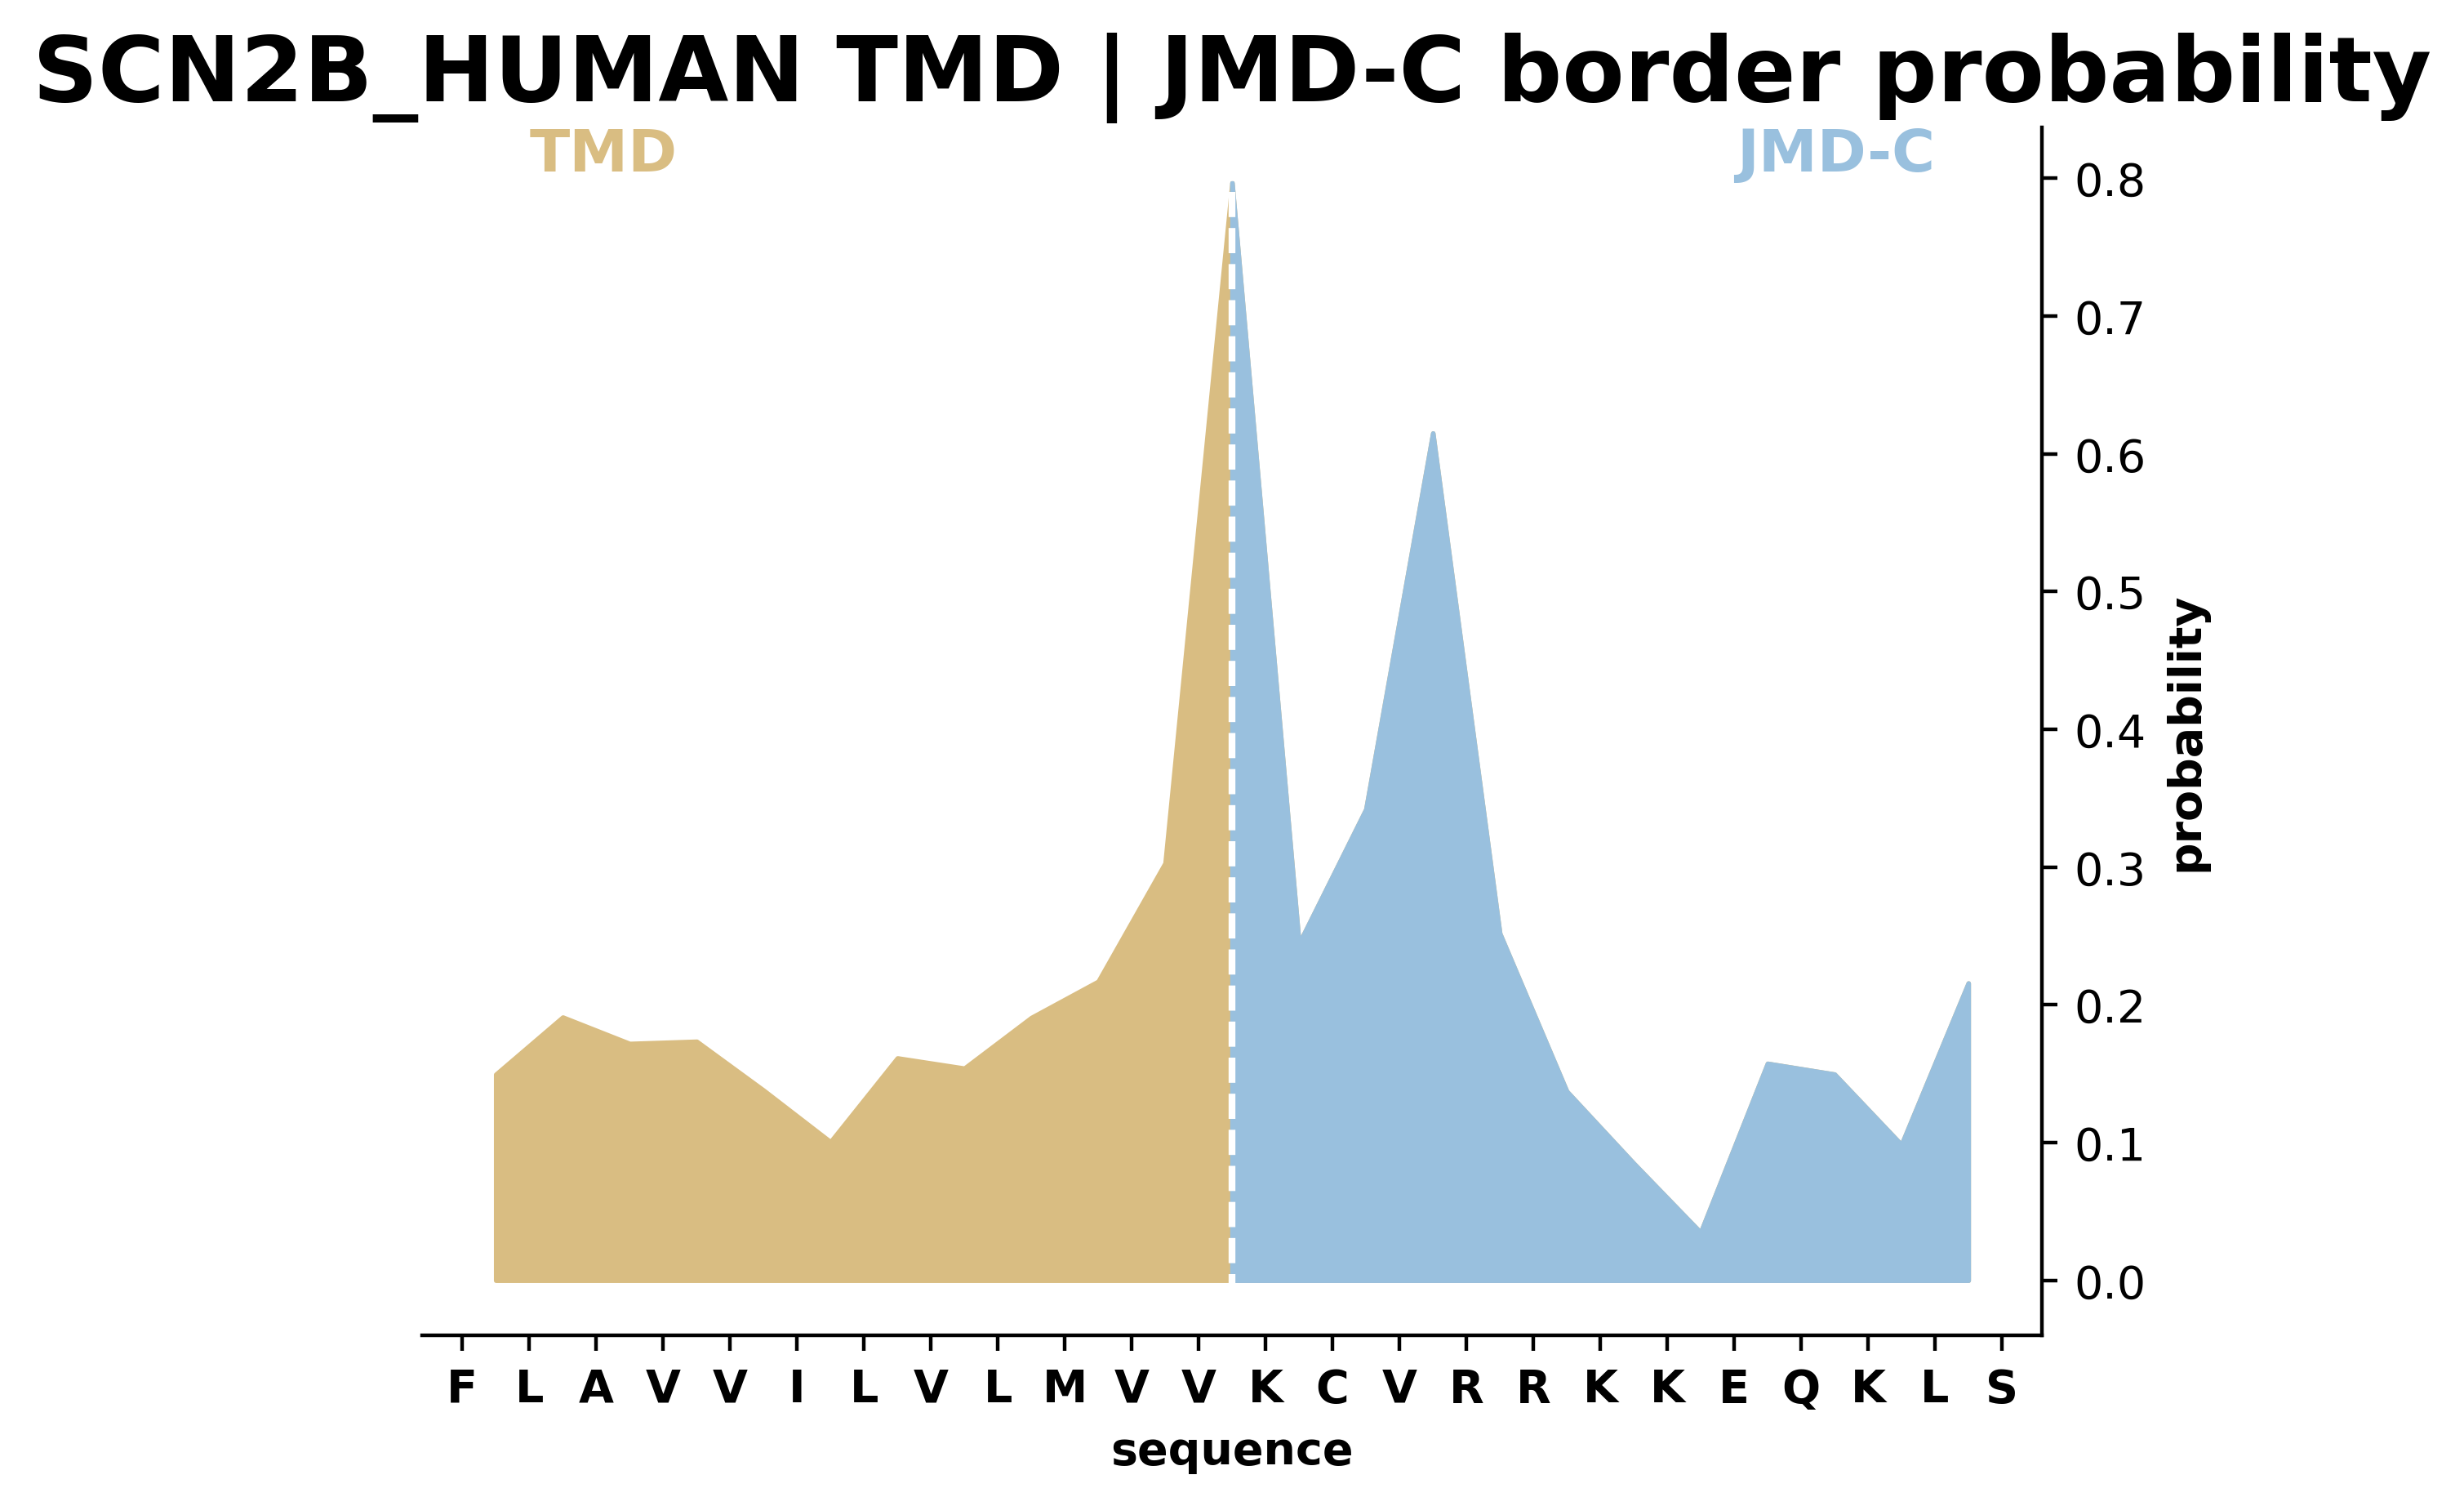 SCN2B_HUMAN TMD | JMD-C border probability
TMD
JMD-C
0.8
0.7
0.6
0.5
0.4
0.3
0.2
0.1
0.0
probability
F L A V V I L V L M V V K C V R R K K E Q K L S
sequence